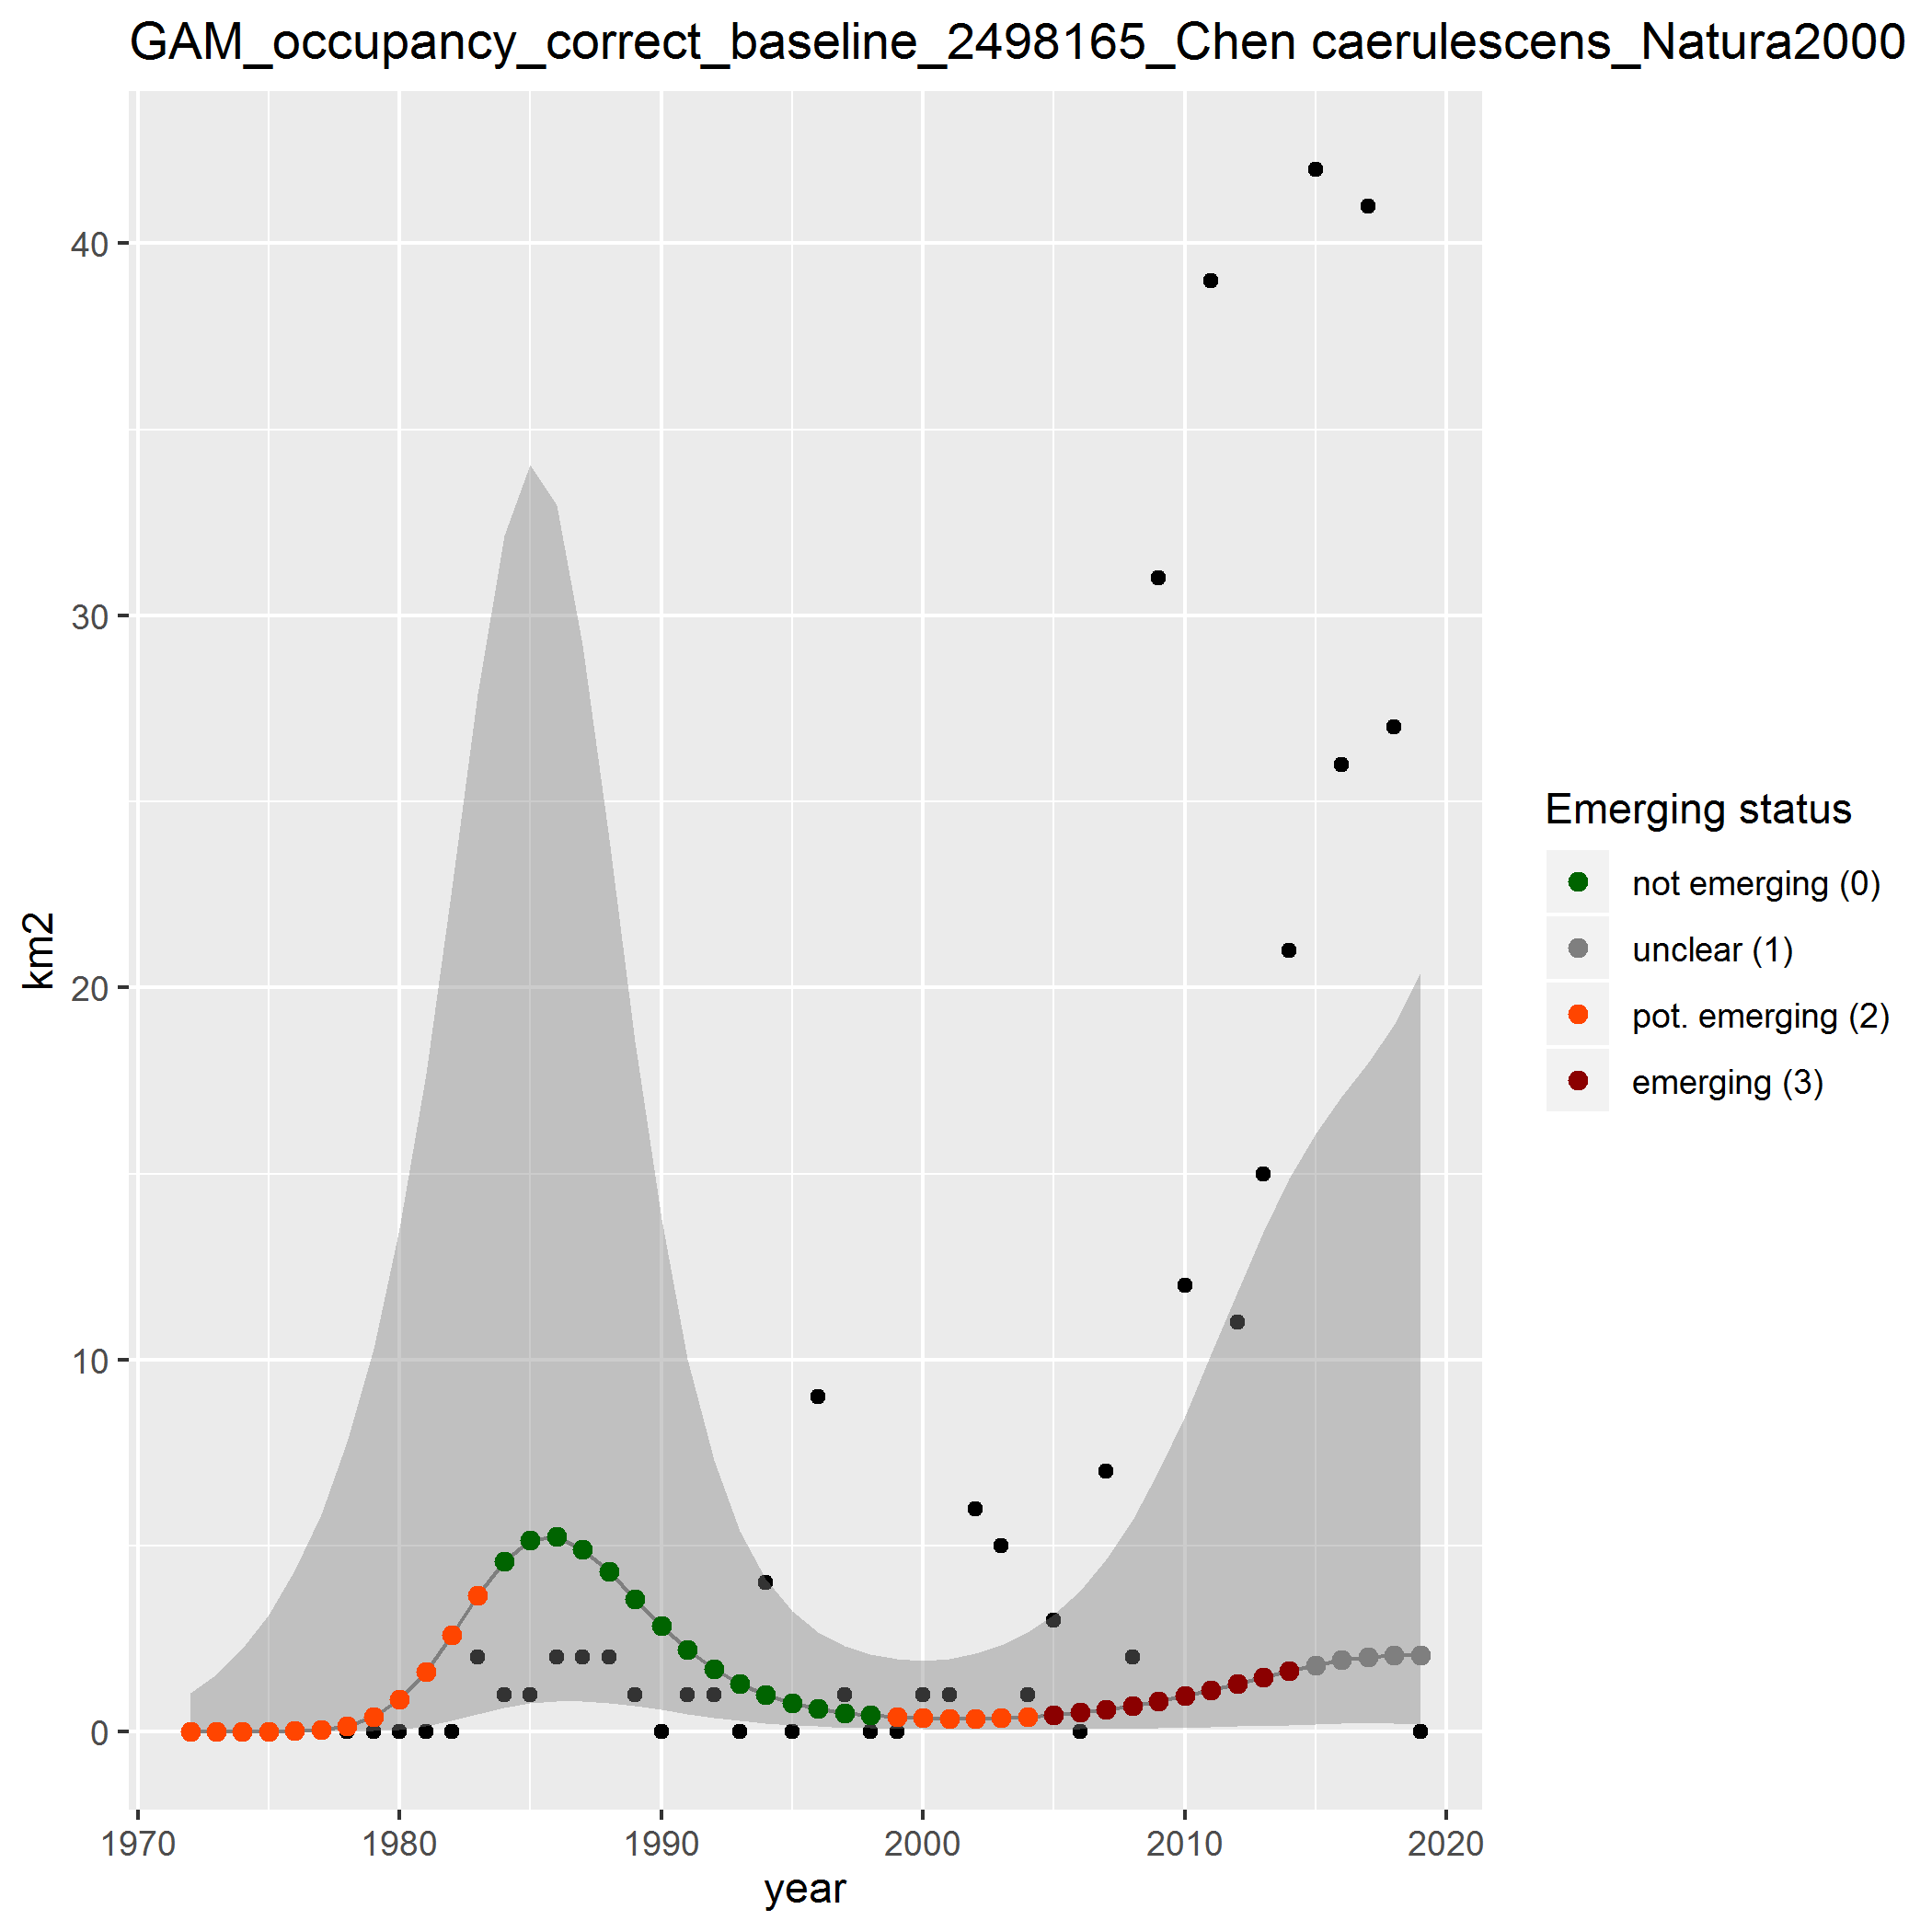 GAM_occupancy_correct_baseline_2498165_Chen caerulescens_Natura2000
40
30
20
10
0
km2
1970 1980 1990 2000 2010 2020
year
Emerging status
not emerging (0)
unclear (1)
pot. emerging (2)
emerging (3)